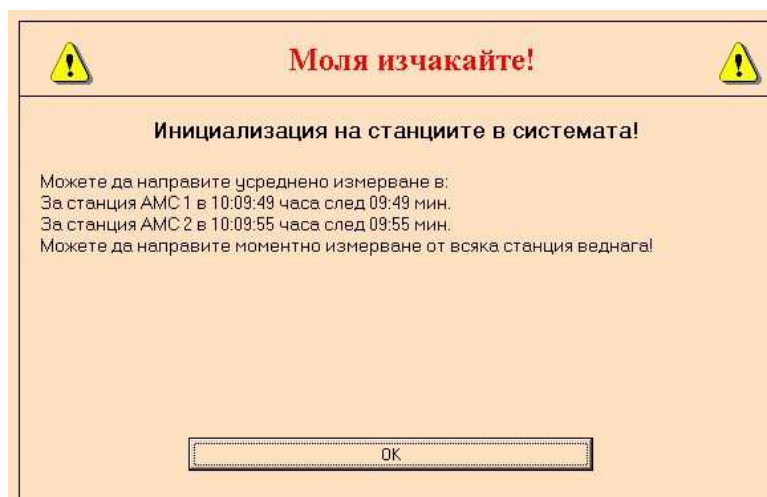 Моля изчакайте!
Инициализация на станциите в системата!
Можете да направите усреднено измерване в:
За станция АМС 1 в 10:09:49 часа след 09:49 мин.
За станция АМС 2 в 10:09:55 часа след 09:55 мин.
Можете да направите моментно измерване от всяка станция веднага!
OK